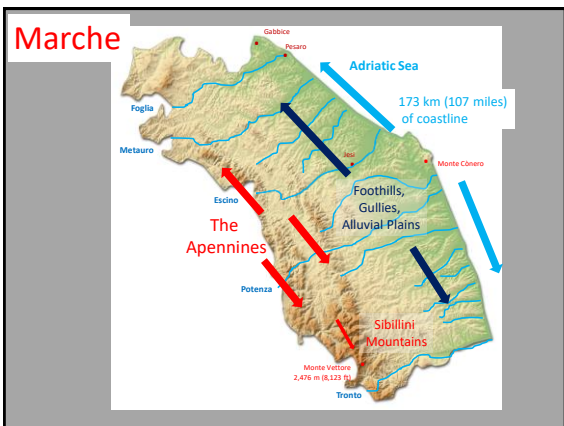 Marche
Gabbice
Pesaro
Adriatic Sea
173 km (107 miles)
of coastline
Foglia
Metauro
Jesi
Monte Cònero
Escino
Foothills,
Gullies,
Alluvial Plains
The
Apennines
Potenza
Sibillini
Mountains
Monte Vettore
2,476 m (8,123 ft)
Tronto